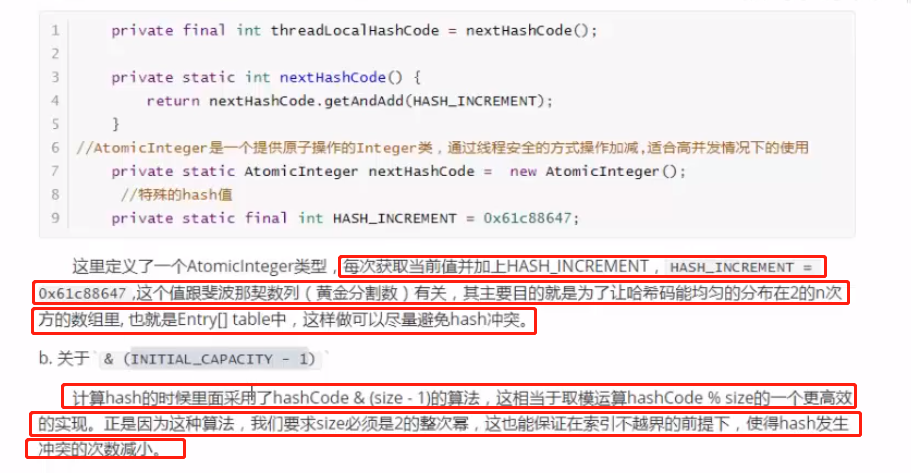 1 private final int threadLocalHashCode = nextHashCode();
2
3 private static int nextHashCode() {
4 return nextHashCode.getAndAdd(HASH_INCREMENT);
5 }
6 //AtomicInteger是一个提供原子操作的Integer类，通过线程安全的方式操作加减,适合高并发情况下的使用
7 private static AtomicInteger nextHashCode = new AtomicInteger();
8 //特殊的hash值
9 private static final int HASH_INCREMENT = 0x61c88647;
这里定义了一个AtomicInteger类型，每次获取当前值并加上HASH_INCREMENT，HASH_INCREMENT =
0x61c88647 ,这个值跟斐波那契数列（黄金分割数）有关，其主要目的就是为了让哈希码能均匀的分布在2的n次
方的数组里, 也就是Entry[] table中，这样做可以尽量避免hash冲突。
b. 关于`& (INITIAL_CAPACITY - 1)`
计算hash的时候里面采用了hashCode & (size - 1)的算法，这相当于取模运算hashCode % size的一个更高效
的实现。正是因为这种算法，我们要求size必须是2的整次幂，这也能保证在索引不越界的前提下，使得hash发生
冲突的次数减小。